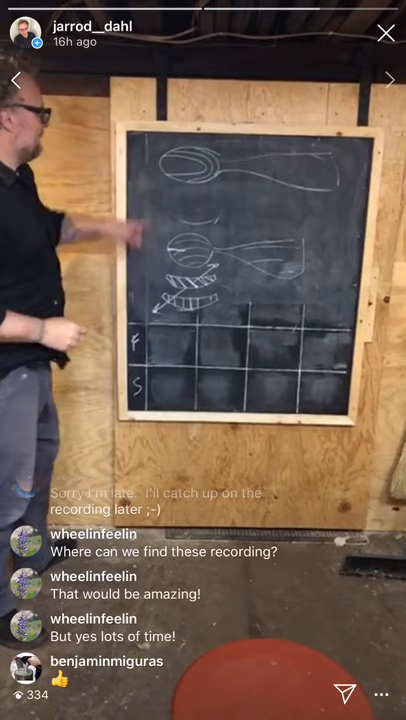 jarrod__dahl
16h ago
F
S
Sorry I'm late. I'll catch up on the
recording later ;-)
wheelinfeelin
Where can we find these recording?
wheelinfeelin
That would be amazing!
wheelinfeelin
But yes lots of time!
benjaminmiguras
👍
334